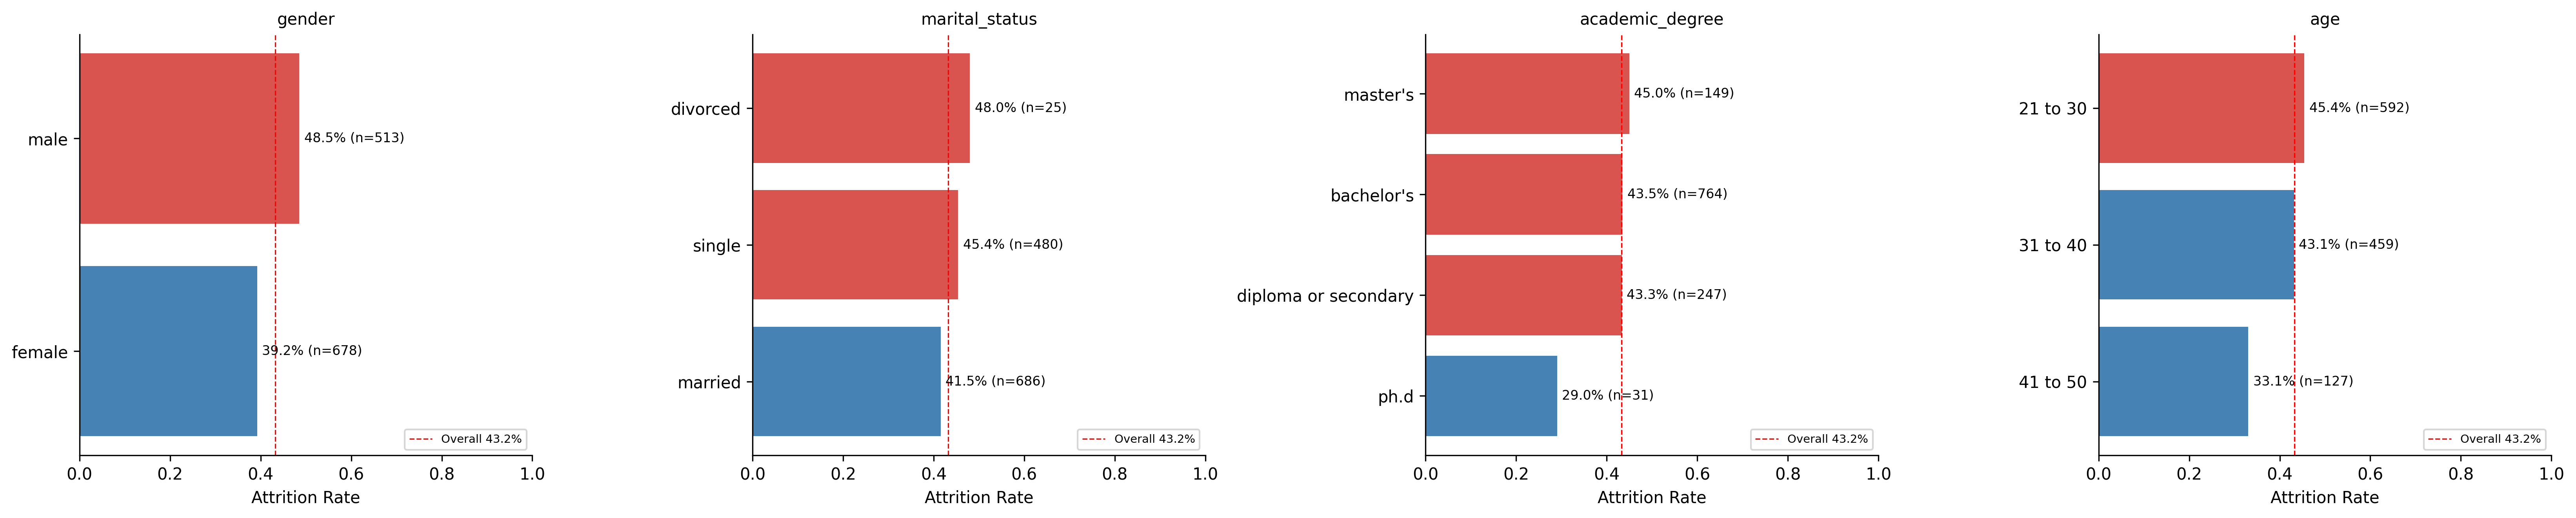 gender
male
48.5% (n=513)
female
39.2% (n=678)
Overall 43.2%
0.0 0.2 0.4 0.6 0.8 1.0
Attrition Rate
marital_status
divorced
48.0% (n=25)
single
45.4% (n=480)
married
41.5% (n=686)
Overall 43.2%
0.0 0.2 0.4 0.6 0.8 1.0
Attrition Rate
academic_degree
master's
45.0% (n=149)
bachelor's
43.5% (n=764)
diploma or secondary
43.3% (n=247)
ph.d
29.0% (n=31)
Overall 43.2%
0.0 0.2 0.4 0.6 0.8 1.0
Attrition Rate
age
21 to 30
45.4% (n=592)
31 to 40
43.1% (n=459)
41 to 50
33.1% (n=127)
Overall 43.2%
0.0 0.2 0.4 0.6 0.8 1.0
Attrition Rate